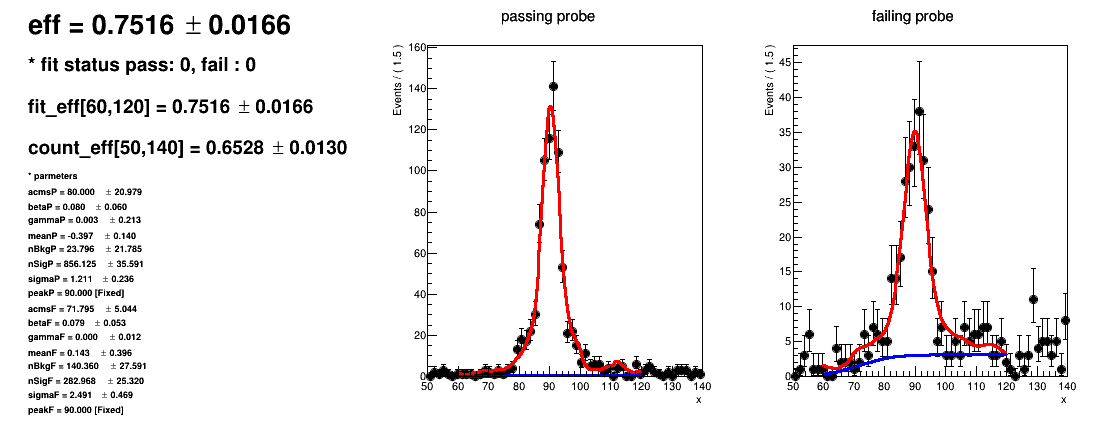 eff = 0.7516 ± 0.0166
* fit status pass: 0, fail : 0
fit_eff[60,120] = 0.7516 ± 0.0166
count_eff[50,140] = 0.6528 ± 0.0130
* parmeters
acmsP = 80.000 ± 20.979
betaP = 0.080 ± 0.060
gammaP = 0.003 ± 0.213
meanP = -0.397 ± 0.140
nBkgP = 23.796 ± 21.785
nSigP = 856.125 ± 35.591
sigmaP = 1.211 ± 0.236
peakP = 90.000 [Fixed]
acmsF = 71.795 ± 5.044
betaF = 0.079 ± 0.053
gammaF = 0.000 ± 0.012
meanF = 0.143 ± 0.396
nBkgF = 140.360 ± 27.591
nSigF = 282.968 ± 25.320
sigmaF = 2.491 ± 0.469
peakF = 90.000 [Fixed]
passing probe
Events / ( 1.5 )
160
140
120
100
80
60
40
20
0
50 60 70 80 90 100 110 120 130 140
x
failing probe
Events / ( 1.5 )
45
40
35
30
25
20
15
10
5
0
50 60 70 80 90 100 110 120 130 140
x